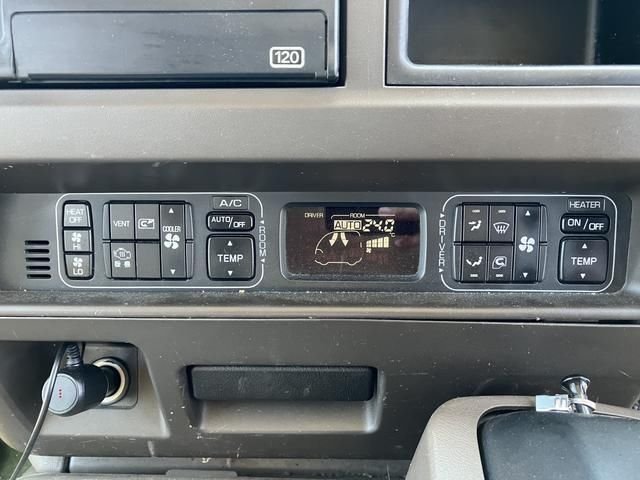 120
HEAT OFF
LO
VENT
COOLER
A/C
AUTO/OFF
TEMP
ROOM
DRIVER
ROOM
AUTO 24.0
DRIVER
HEATER
ON/OFF
TEMP